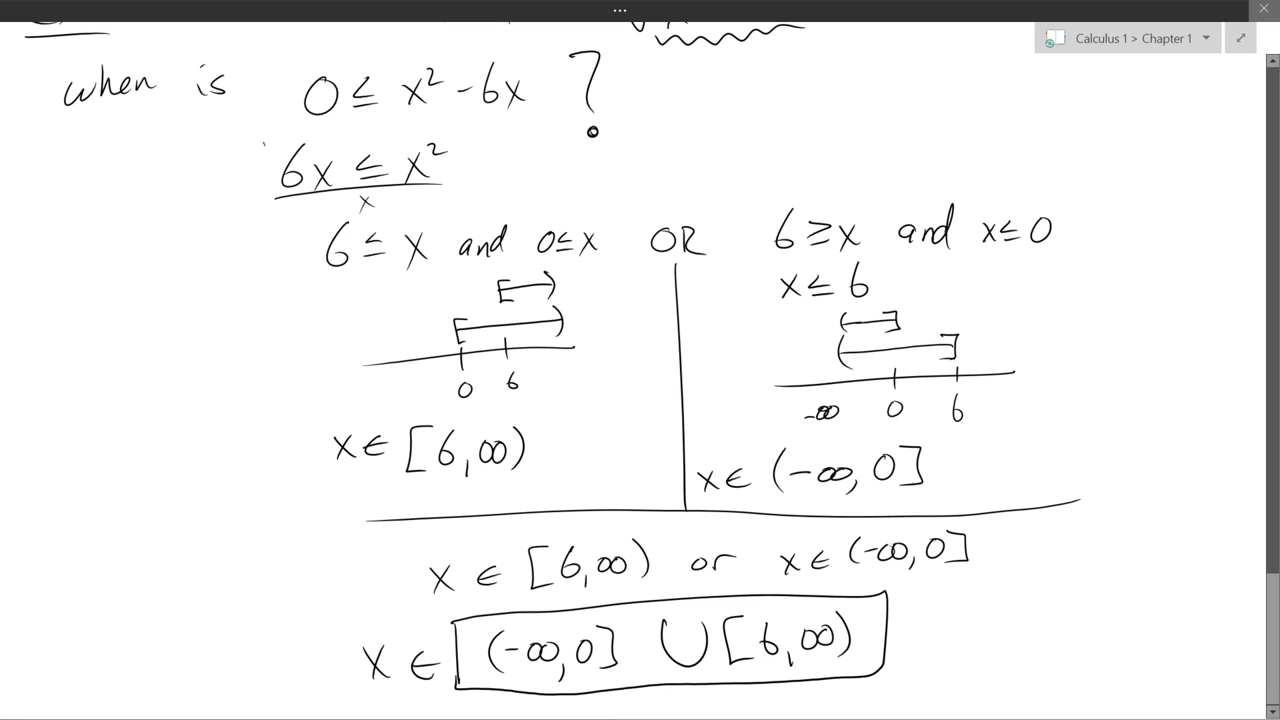 Calculus 1 > Chapter 1
when is 0 ≤ x² - 6x ?
6x ≤ x²
x
6 ≤ x and 0 ≤ x OR 6 ≥ x and x ≤ 0
x ≤ 6
0 6
-∞ 0 6
x ∈ [6, ∞)
x ∈ (-∞, 0]
x ∈ [6, ∞) or x ∈ (-∞, 0]
x ∈ (-∞, 0] ∪ [6, ∞)